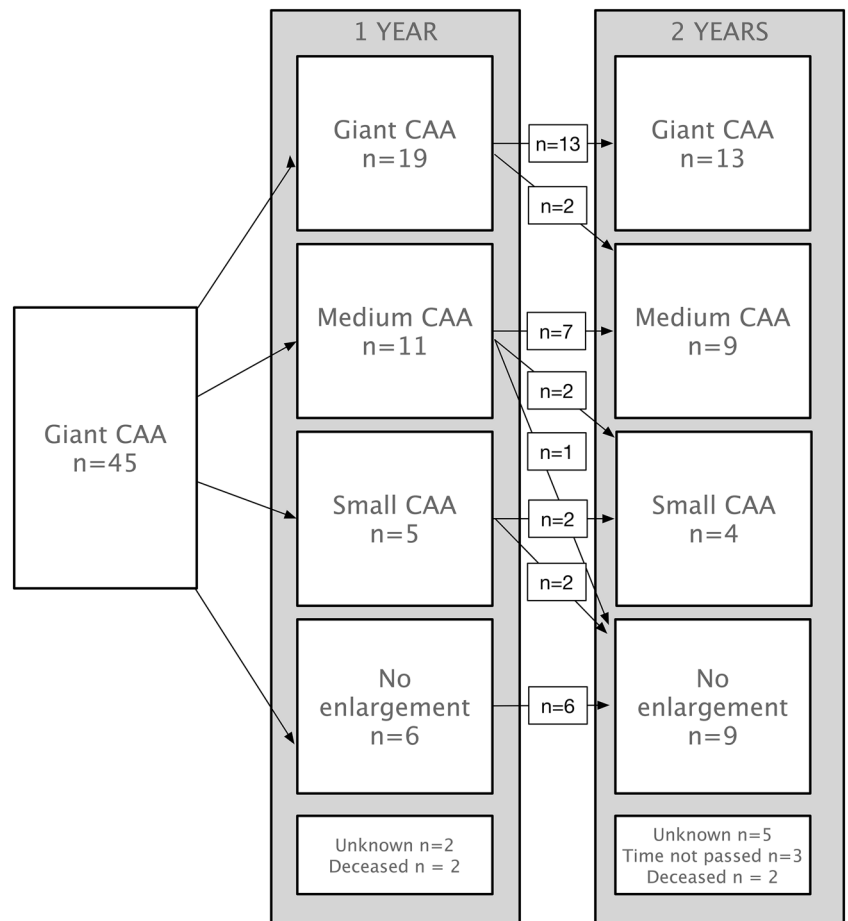 1 YEAR
2 YEARS
Giant CAA
n=45
Giant CAA
n=19
Medium CAA
n=11
Small CAA
n=5
No
enlargement
n=6
Unknown n=2
Deceased n = 2
n=13
n=2
n=7
n=2
n=1
n=2
n=2
n=6
Giant CAA
n=13
Medium CAA
n=9
Small CAA
n=4
No
enlargement
n=9
Unknown n=5
Time not passed n=3
Deceased n = 2